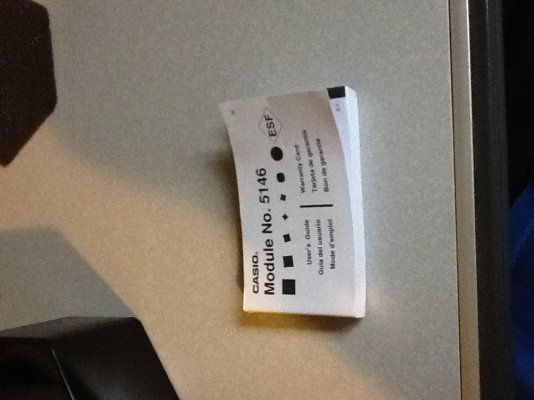 CASIO.
Module No. 5146
ESF
User's Guide
Guía del usuario
Mode d'emploi
Warranty Card
Tarjeta de garantía
Bon de garantie